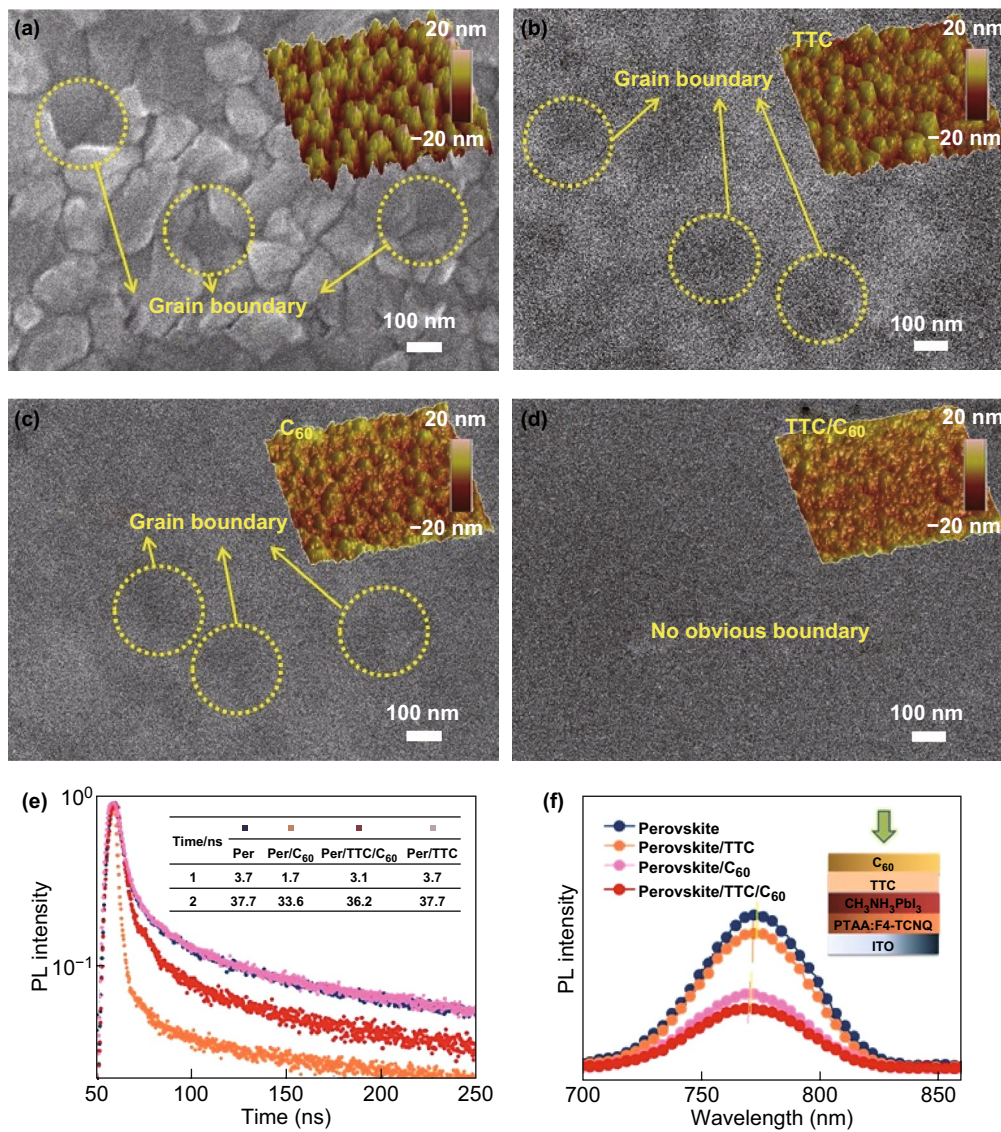 (a)
20 nm
−20 nm
Grain boundary
100 nm
(b)
TTC
20 nm
Grain boundary
−20 nm
100 nm
(c)
C₆₀
20 nm
Grain boundary
−20 nm
100 nm
(d)
TTC/C₆₀
20 nm
−20 nm
No obvious boundary
100 nm
(e)
10⁰
10⁻¹
PL intensity
Time/ns
Per Per/C₆₀ Per/TTC/C₆₀ Per/TTC
1 3.7 1.7 3.1 3.7
2 37.7 33.6 36.2 37.7
50 100 150 200 250
Time (ns)
(f)
PL intensity
Perovskite
Perovskite/TTC
Perovskite/C₆₀
Perovskite/TTC/C₆₀
C₆₀
TTC
CH₃NH₃PbI₃
PTAA:F4-TCNQ
ITO
700 750 800 850
Wavelength (nm)